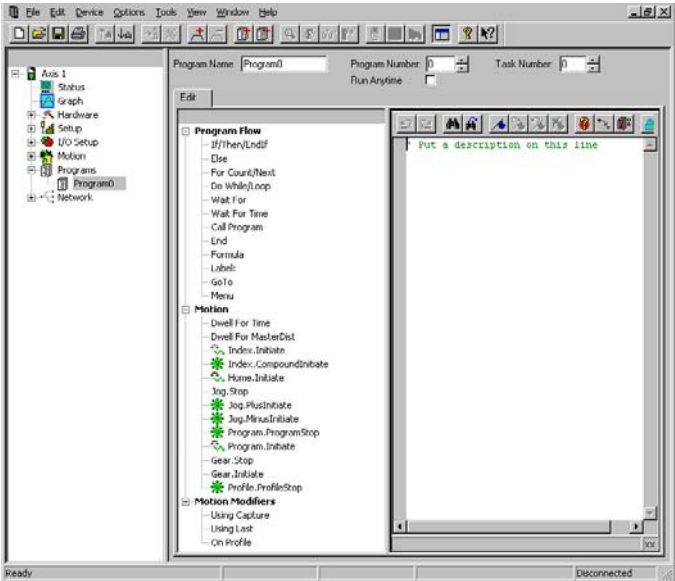 File Edit Device Options Tools View Window Help
Program Name Program0 Program Number 0 Task Number 0
Run Anytime
Edit
Axis 1
Status
Graph
Hardware
Setup
I/O Setup
Motion
Programs
Program0
Network
Program Flow
If/Then/Endif
Else
For Count/Next
Do While/Loop
Wait For
Wait For Time
Call Program
End
Formula
Label:
GoTo
Menu
Motion
Dwell For Time
Dwell For MasterDist
Index.Initiate
Index.CompoundInitiate
Home.Initiate
Jog.Stop
Jog.PlusInitiate
Jog.MinusInitiate
Program.ProgramStop
Program.Initiate
Gear.Stop
Gear.Initiate
Profile.ProfileStop
Motion Modifiers
Using Capture
Using Last
On Profile
' Put a description on this line
xx
Ready Disconnected